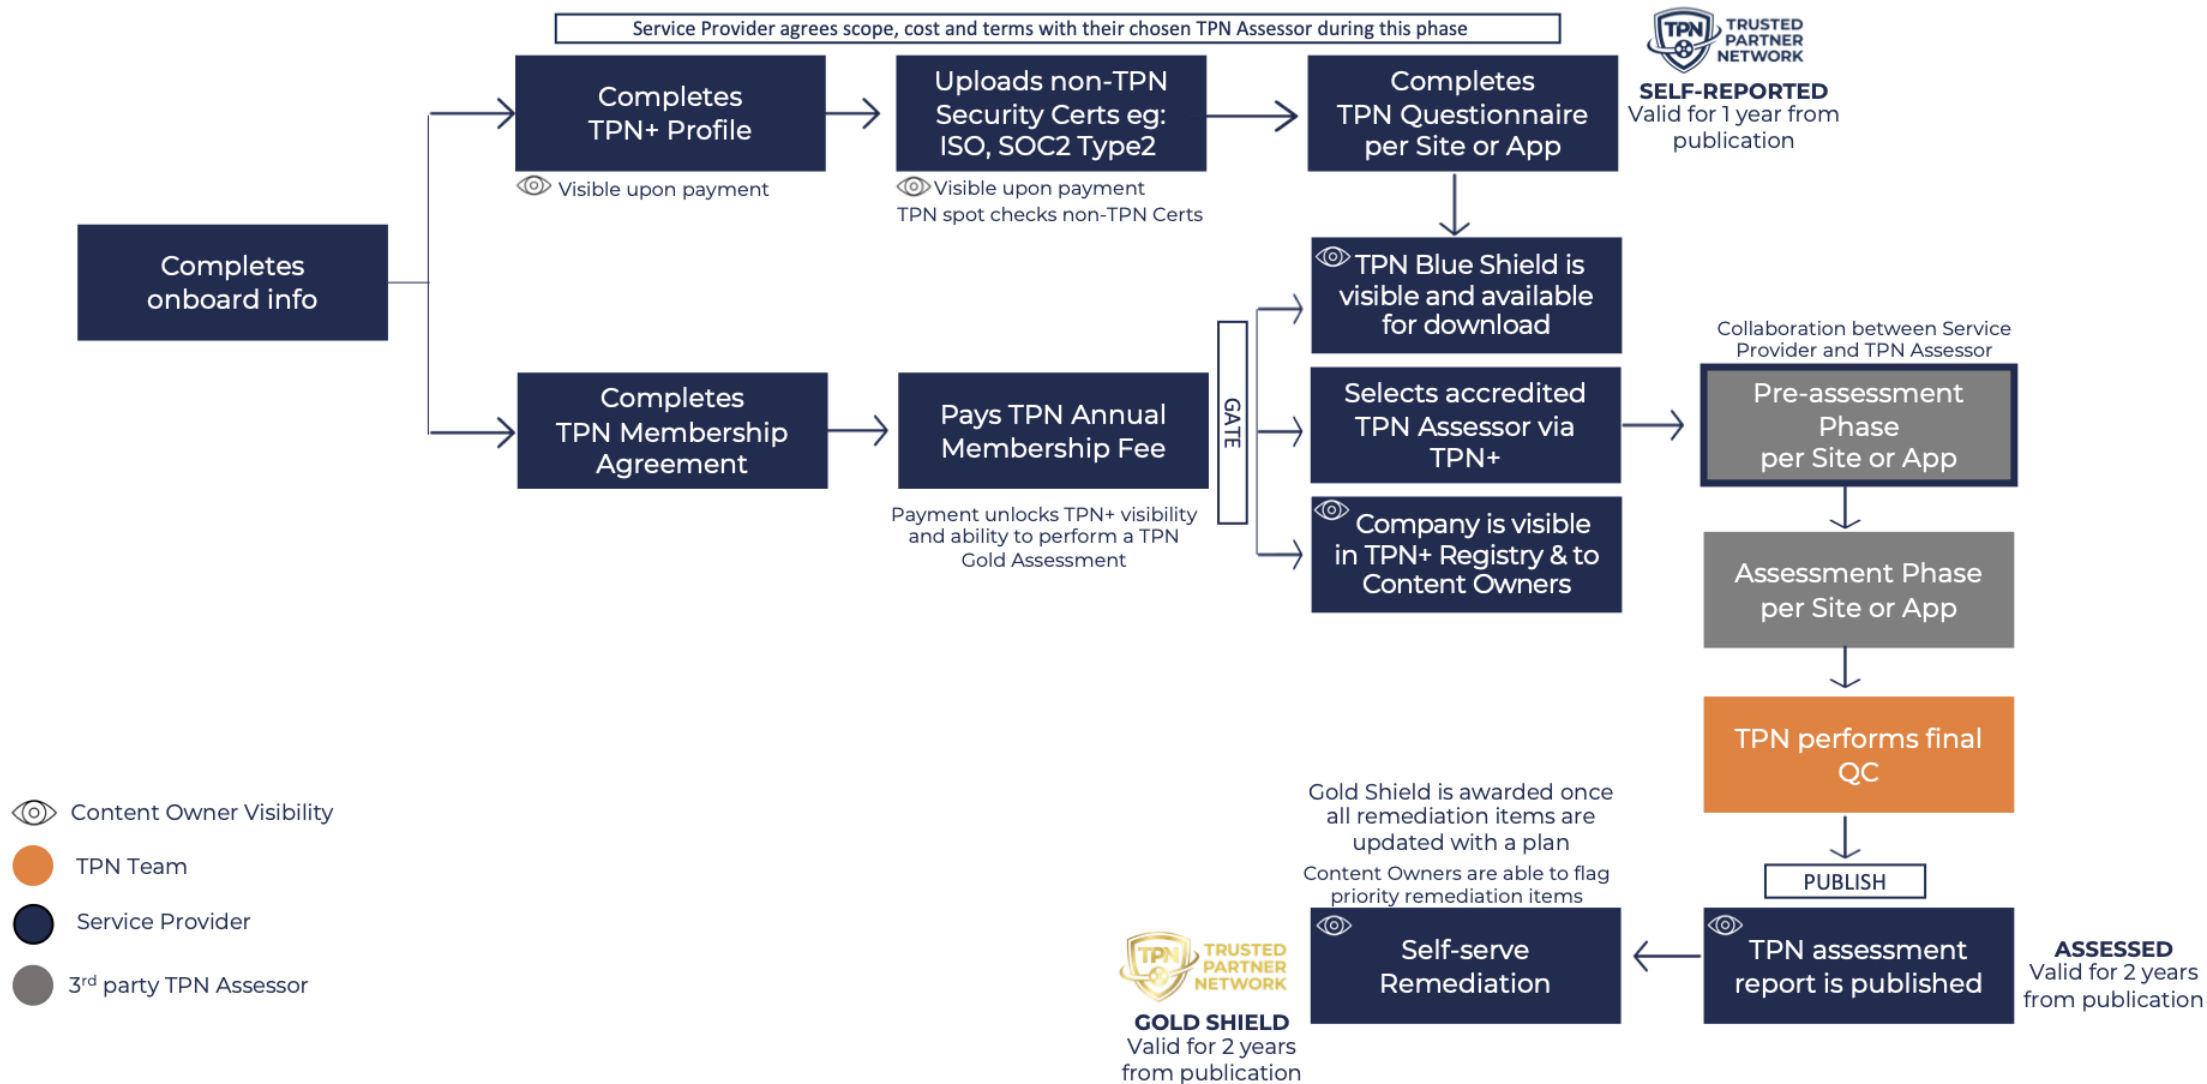 Service Provider agrees scope, cost and terms with their chosen TPN Assessor during this phase
TPN
TRUSTED
PARTNER
NETWORK
SELF-REPORTED
Valid for 1 year from
publication
Completes
TPN+ Profile
Visible upon payment
Uploads non-TPN
Security Certs eg:
ISO, SOC2 Type2
Visible upon payment
TPN spot checks non-TPN Certs
Completes
TPN Questionnaire
per Site or App
Completes
onboard info
TPN Blue Shield is
visible and available
for download
Completes
TPN Membership
Agreement
Pays TPN Annual
Membership Fee
Payment unlocks TPN+ visibility
and ability to perform a TPN
Gold Assessment
GATE
Selects accredited
TPN Assessor via
TPN+
Company is visible
in TPN+ Registry & to
Content Owners
Collaboration between Service
Provider and TPN Assessor
Pre-assessment
Phase
per Site or App
Assessment Phase
per Site or App
TPN performs final
QC
PUBLISH
TPN assessment
report is published
ASSESSED
Valid for 2 years
from publication
Gold Shield is awarded once
all remediation items are
updated with a plan
Content Owners are able to flag
priority remediation items
Self-serve
Remediation
TPN
TRUSTED
PARTNER
NETWORK
GOLD SHIELD
Valid for 2 years
from publication
Content Owner Visibility
TPN Team
Service Provider
3rd party TPN Assessor